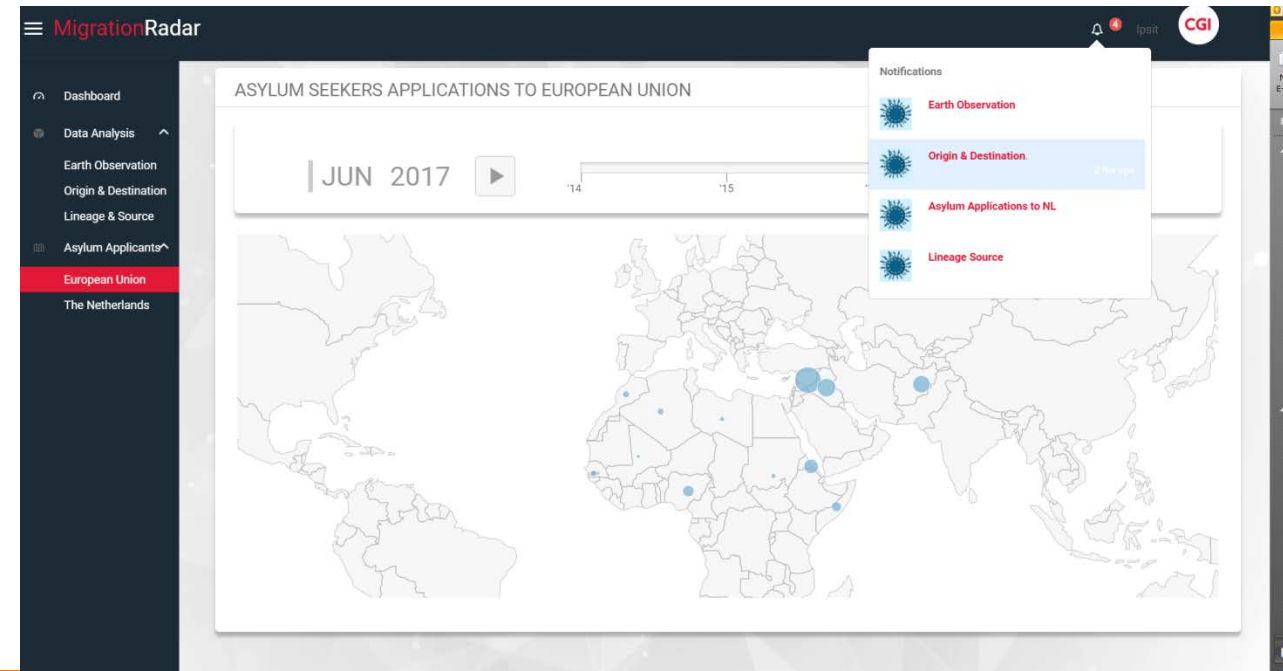 MigrationRadar
4
Ipsit
CGI
Dashboard
Data Analysis
Earth Observation
Origin & Destination
Lineage & Source
Asylum Applicants
European Union
The Netherlands
ASYLUM SEEKERS APPLICATIONS TO EUROPEAN UNION
JUN 2017
'14
'15
Notifications
Earth Observation
Origin & Destination.
Asylum Applications to NL
Lineage Source